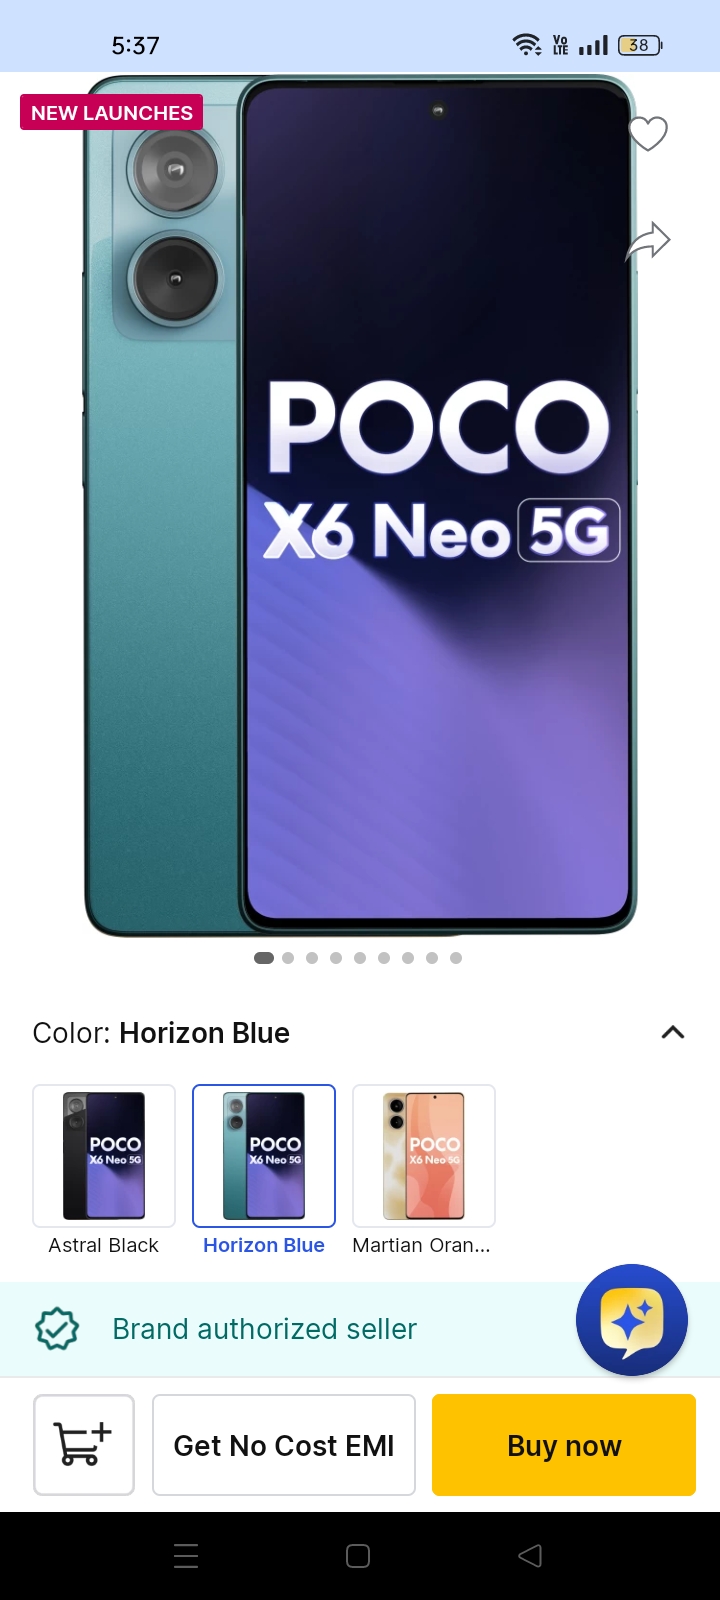 5:37
Vo
LTE
38
NEW LAUNCHES
POCO
X6 Neo 5G
Color: Horizon Blue
POCO
X6 Neo 5G
POCO
X6 Neo 5G
POCO
X6 Neo 5G
Astral Black
Horizon Blue
Martian Oran...
Brand authorized seller
Get No Cost EMI
Buy now